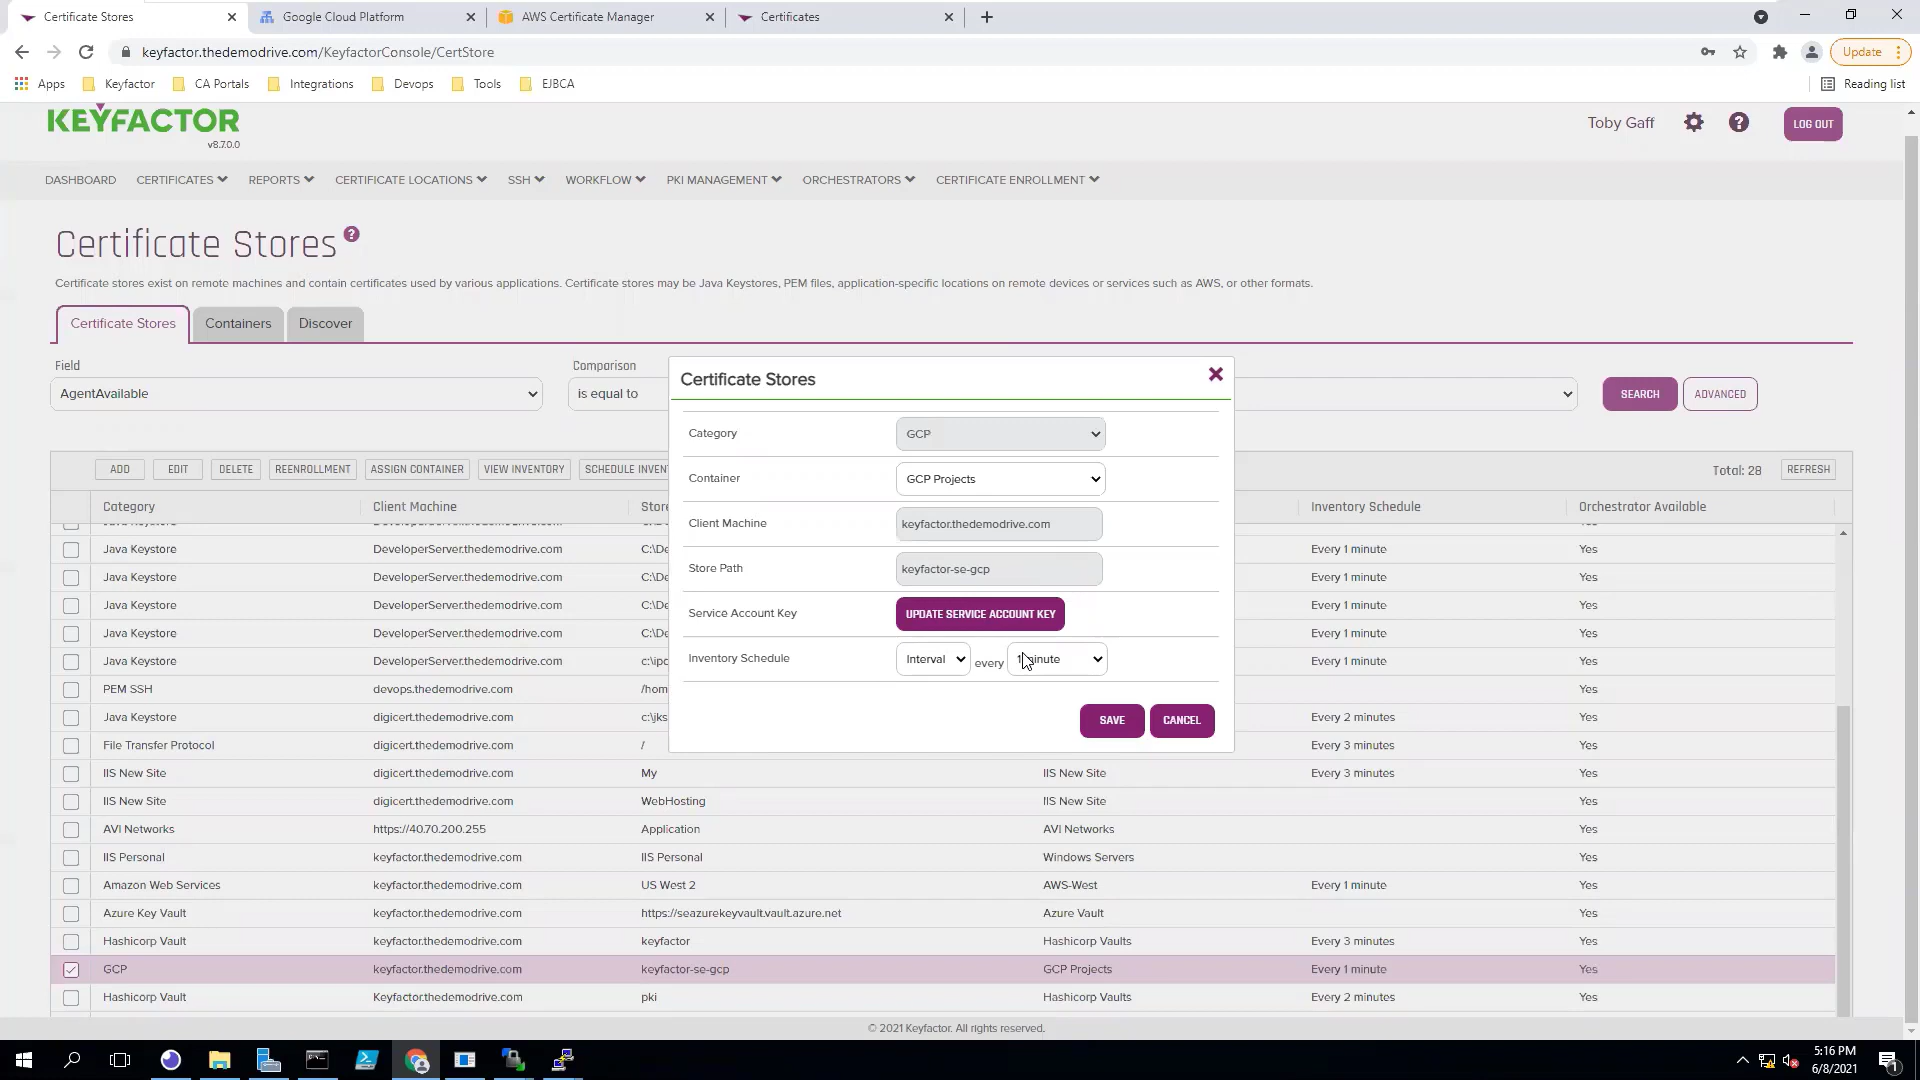 Certificate Stores
Google Cloud Platform
AWS Certificate Manager
Certificates
keyfactor.thedemodrive.com/KeyfactorConsole/CertStore
Update
Apps
Keyfactor
CA Portals
Integrations
Devops
Tools
EJBCA
Reading list
KEYFACTOR
v8.7.0.0
Toby Gaff
LOG OUT
DASHBOARD
CERTIFICATES
REPORTS
CERTIFICATE LOCATIONS
SSH
WORKFLOW
PKI MANAGEMENT
ORCHESTRATORS
CERTIFICATE ENROLLMENT
Certificate Stores
Certificate stores exist on remote machines and contain certificates used by various applications. Certificate stores may be Java Keystores, PEM files, application-specific locations on remote devices or services such as AWS, or other formats.
Certificate Stores
Containers
Discover
Field
Comparison
AgentAvailable
is equal to
SEARCH
ADVANCED
Certificate Stores
Category
GCP
Container
GCP Projects
Client Machine
keyfactor.thedemodrive.com
Store Path
keyfactor-se-gcp
Service Account Key
UPDATE SERVICE ACCOUNT KEY
Inventory Schedule
Interval
every
1 minute
SAVE
CANCEL
ADD
EDIT
DELETE
REENROLLMENT
ASSIGN CONTAINER
VIEW INVENTORY
SCHEDULE INVEN
Total: 28
REFRESH
Category Client Machine Store Inventory Schedule Orchestrator Available
Java Keystore DeveloperServer.thedemodrive.com C:\De Every 1 minute Yes
Java Keystore DeveloperServer.thedemodrive.com C:\De Every 1 minute Yes
Java Keystore DeveloperServer.thedemodrive.com C:\De Every 1 minute Yes
Java Keystore DeveloperServer.thedemodrive.com C:\De Every 1 minute Yes
Java Keystore DeveloperServer.thedemodrive.com c:\ipc Every 1 minute Yes
PEM SSH devops.thedemodrive.com /hom Yes
Java Keystore digicert.thedemodrive.com c:\jks Every 2 minutes Yes
File Transfer Protocol digicert.thedemodrive.com / Every 3 minutes Yes
IIS New Site digicert.thedemodrive.com My IIS New Site Every 3 minutes Yes
IIS New Site digicert.thedemodrive.com WebHosting IIS New Site Yes
AVI Networks https://40.70.200.255 Application AVI Networks Yes
IIS Personal keyfactor.thedemodrive.com IIS Personal Windows Servers Yes
Amazon Web Services keyfactor.thedemodrive.com US West 2 AWS-West Every 1 minute Yes
Azure Key Vault keyfactor.thedemodrive.com https://seazurekeyvault.vault.azure.net Azure Vault Yes
Hashicorp Vault keyfactor.thedemodrive.com keyfactor Hashicorp Vaults Every 3 minutes Yes
GCP keyfactor.thedemodrive.com keyfactor-se-gcp GCP Projects Every 1 minute Yes
Hashicorp Vault Keyfactor.thedemodrive.com pki Hashicorp Vaults Every 2 minutes Yes
© 2021 Keyfactor. All rights reserved.
5:16 PM
6/8/2021
1